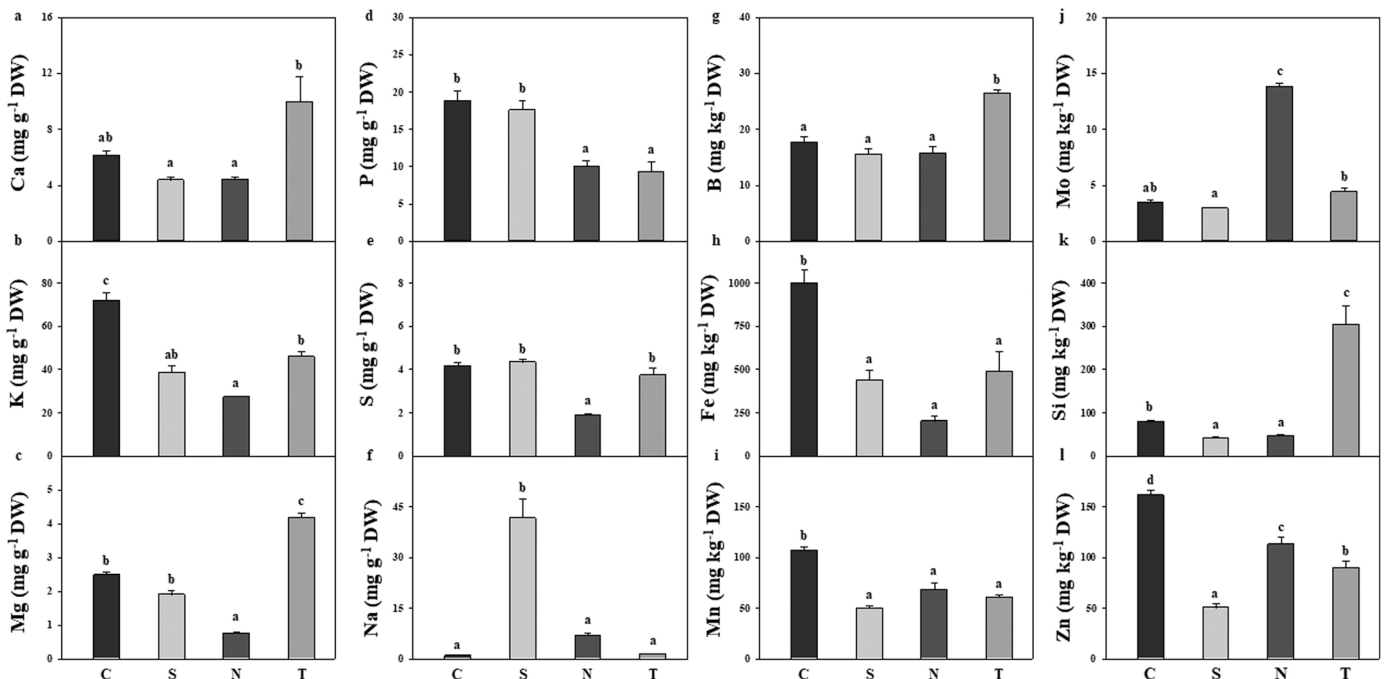 a
16
12
8
4
0
Ca (mg g⁻¹ DW)
ab
a
a
b
b
80
60
40
20
0
K (mg g⁻¹ DW)
c
ab
a
b
c
5
4
3
2
1
0
Mg (mg g⁻¹ DW)
b
b
a
c
C S N T
d
30
25
20
15
10
5
0
P (mg g⁻¹ DW)
b
b
a
a
e
8
6
4
2
0
S (mg g⁻¹ DW)
b
b
a
b
f
45
30
15
0
Na (mg g⁻¹ DW)
a
b
a
a
C S N T
g
40
30
20
10
0
B (mg kg⁻¹ DW)
a
a
a
b
h
1000
750
500
250
0
Fe (mg kg⁻¹ DW)
b
a
a
a
i
150
100
50
0
Mn (mg kg⁻¹ DW)
b
a
a
a
C S N T
j
20
15
10
5
0
Mo (mg kg⁻¹ DW)
ab
a
c
b
k
400
300
200
100
0
Si (mg kg⁻¹ DW)
b
a
a
c
l
150
100
50
0
Zn (mg kg⁻¹ DW)
d
a
c
b
C S N T